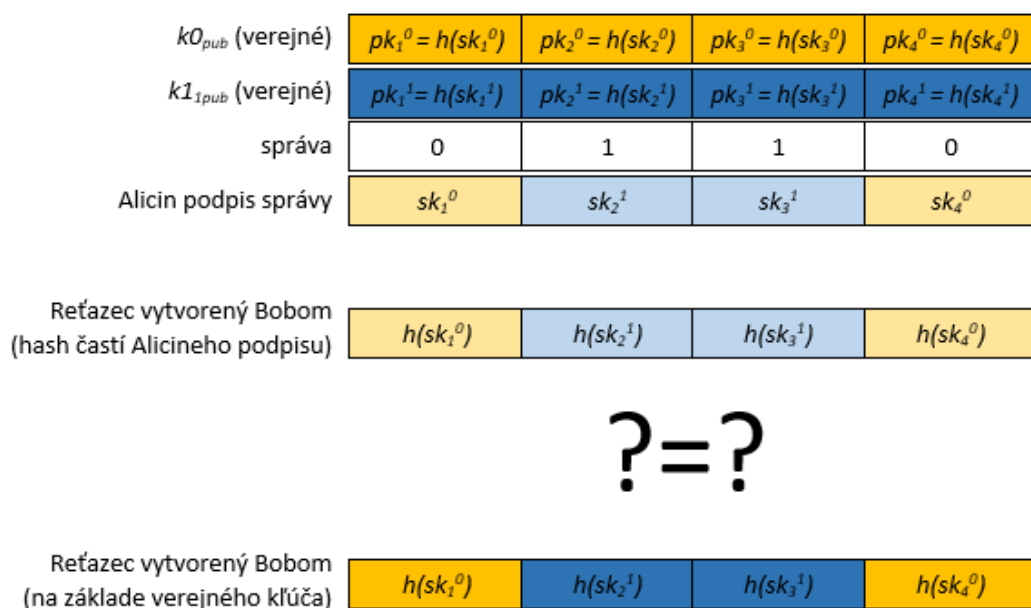 k0pub (verejné) pk₁⁰ = h(sk₁⁰) pk₂⁰ = h(sk₂⁰) pk₃⁰ = h(sk₃⁰) pk₄⁰ = h(sk₄⁰)
k1₁pub (verejné) pk₁¹ = h(sk₁¹) pk₂¹ = h(sk₂¹) pk₃¹ = h(sk₃¹) pk₄¹ = h(sk₄¹)
správa 0 1 1 0
Alicin podpis správy sk₁⁰ sk₂¹ sk₃¹ sk₄⁰
Reťazec vytvorený Bobom
(hash častí Alicineho podpisu) h(sk₁⁰) h(sk₂¹) h(sk₃¹) h(sk₄⁰)
?=?
Reťazec vytvorený Bobom
(na základe verejného kľúča) h(sk₁⁰) h(sk₂¹) h(sk₃¹) h(sk₄⁰)